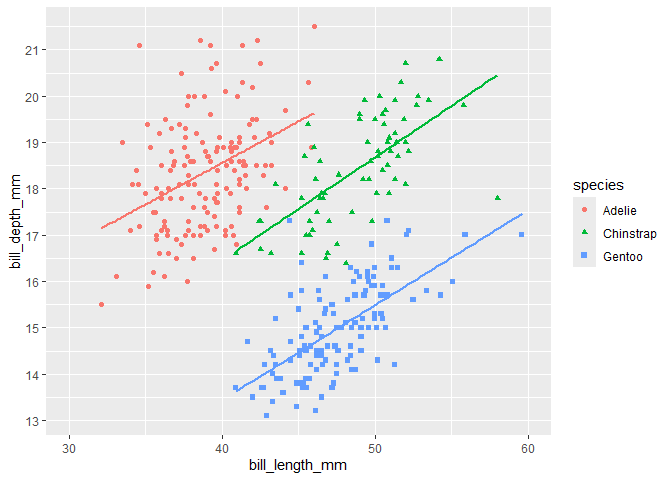 21
20
19
18
17
16
15
14
13
bill_depth_mm
30 40 50 60
bill_length_mm
species
Adelie
Chinstrap
Gentoo